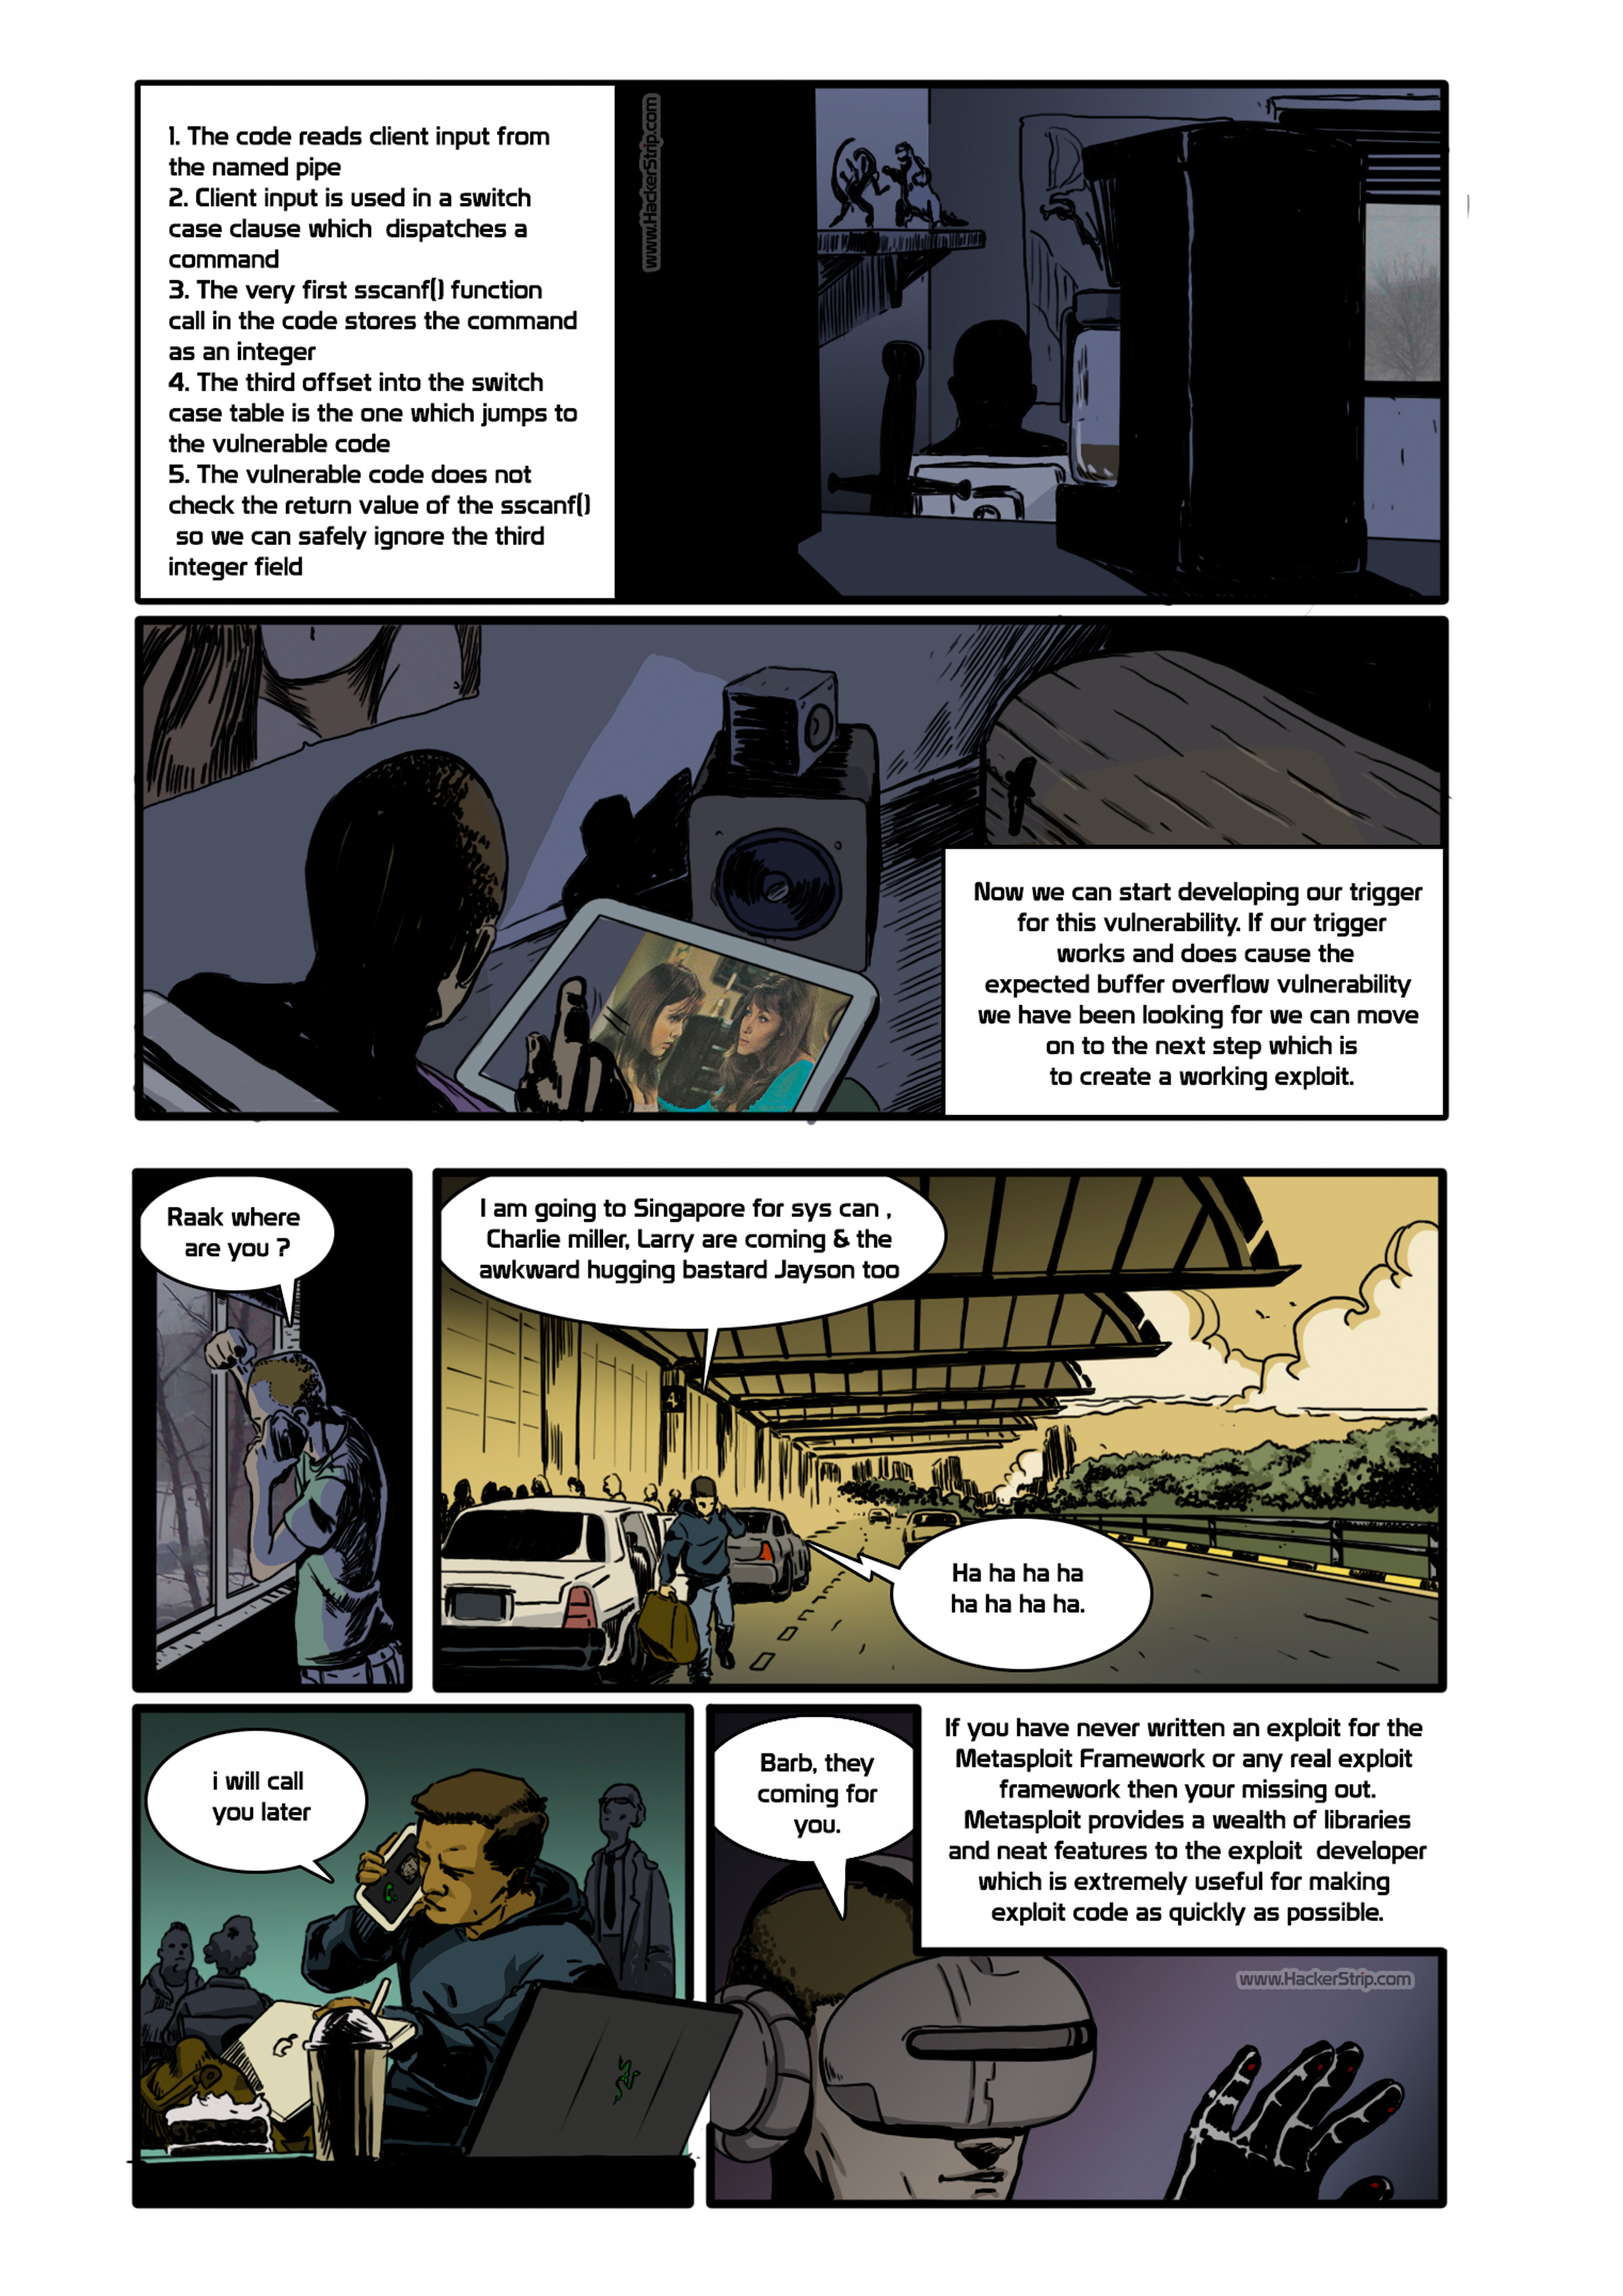 1. The code reads client input from
the named pipe
2. Client input is used in a switch
case clause which dispatches a
command
3. The very first sscanf() function
call in the code stores the command
as an integer
4. The third offset into the switch
case table is the one which jumps to
the vulnerable code
5. The vulnerable code does not
check the return value of the sscanf()
so we can safely ignore the third
integer field
www.HackerStrip.com
Now we can start developing our trigger
for this vulnerability. If our trigger
works and does cause the
expected buffer overflow vulnerability
we have been looking for we can move
on to the next step which is
to create a working exploit.
Raak where
are you ?
I am going to Singapore for sys can ,
Charlie miller, Larry are coming & the
awkward hugging bastard Jayson too
4
Ha ha ha ha
ha ha ha ha.
i will call
you later
Barb, they
coming for
you.
If you have never written an exploit for the
Metasploit Framework or any real exploit
framework then your missing out.
Metasploit provides a wealth of libraries
and neat features to the exploit developer
which is extremely useful for making
exploit code as quickly as possible.
www.HackerStrip.com